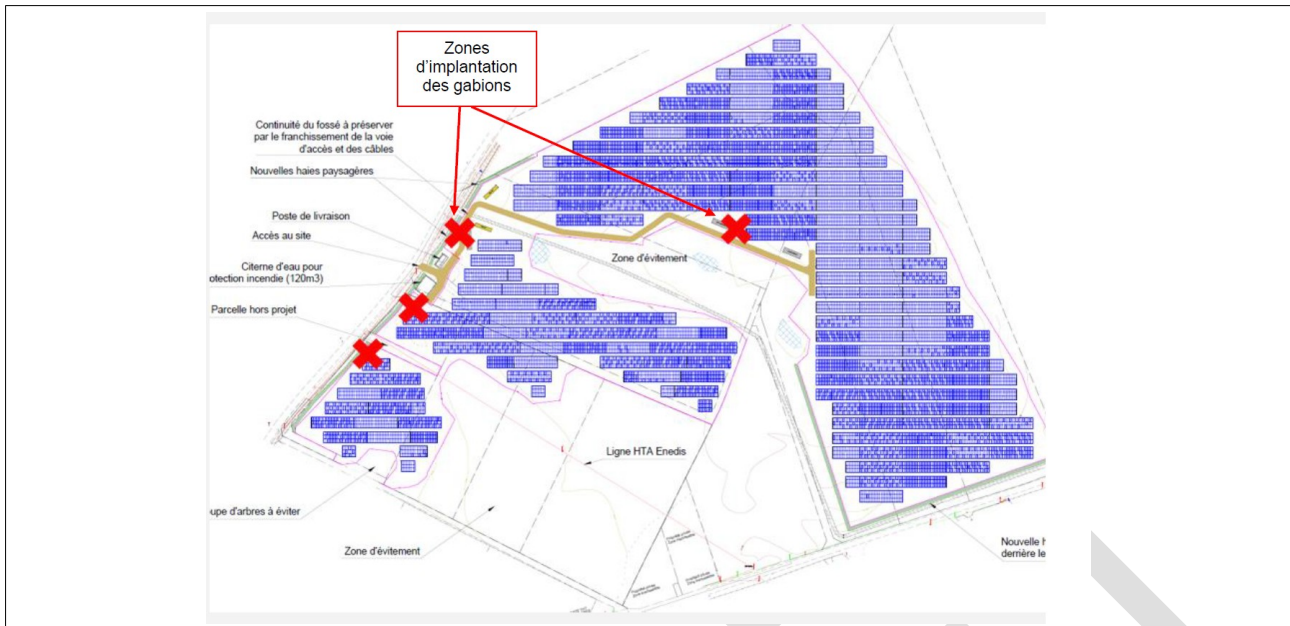 Zones
d'implantation
des gabions
Continuité du fossé à préserver
par le franchissement de la voie
d'accès et des câbles
Nouvelles haies paysagères
Poste de livraison
Accès au site
Citerne d'eau pour
otection incendie (120m3)
Parcelle hors projet
Zone d'évitement
Ligne HTA Enedis
upe d'arbres à éviter
Zone d'évitement
Nouvelle h
derrière le